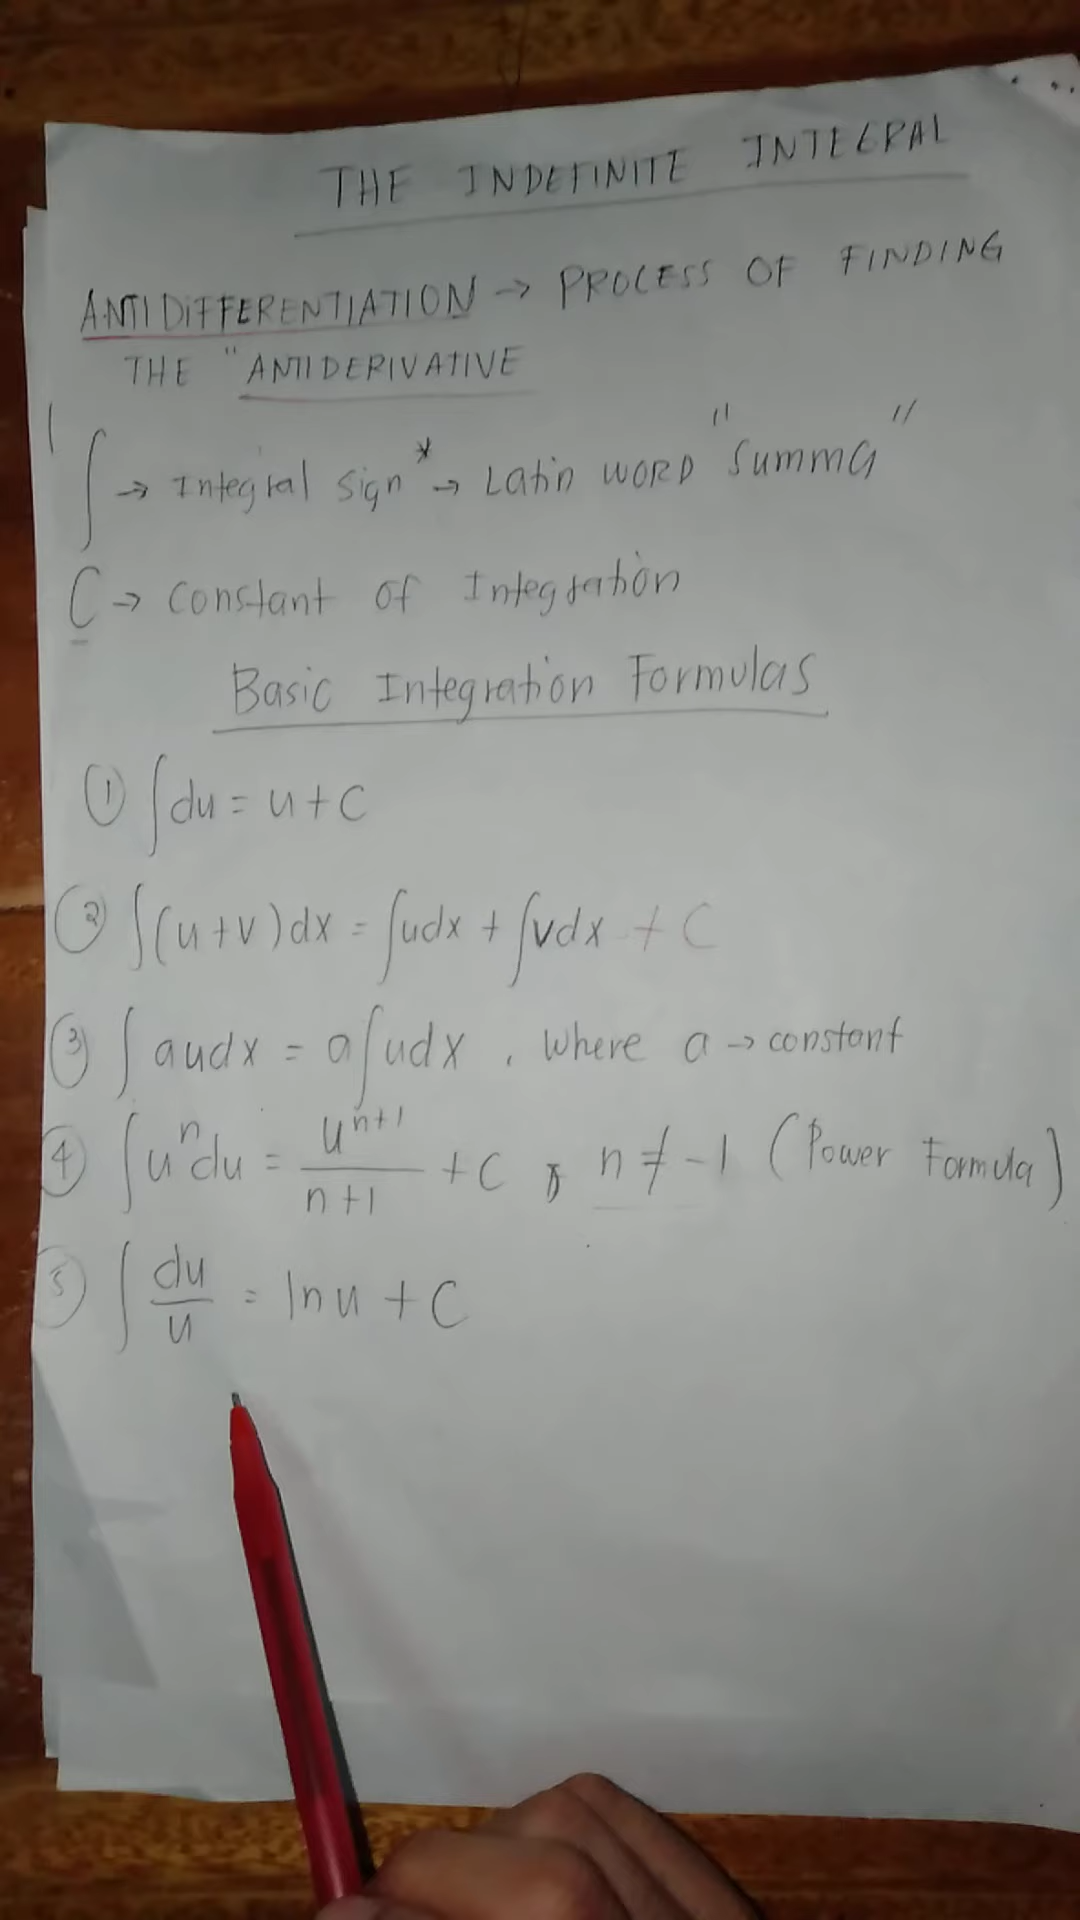 THE INDEFINITE INTEGRAL
ANTIDIFFERENTIATION → PROCESS OF FINDING
THE "ANTIDERIVATIVE
∫ → Integral Sign* → Latin WORD "Summa"
C → Constant of Integration
Basic Integration Formulas
① ∫du = u + C
② ∫(u+v)dx = ∫udx + ∫vdx + C
③ ∫audx = a∫udx , where a → constant
④ ∫uⁿdu = uⁿ⁺¹/n+1 + C , n ≠ -1 (Power Formula)
⑤ ∫du/u = ln u + C